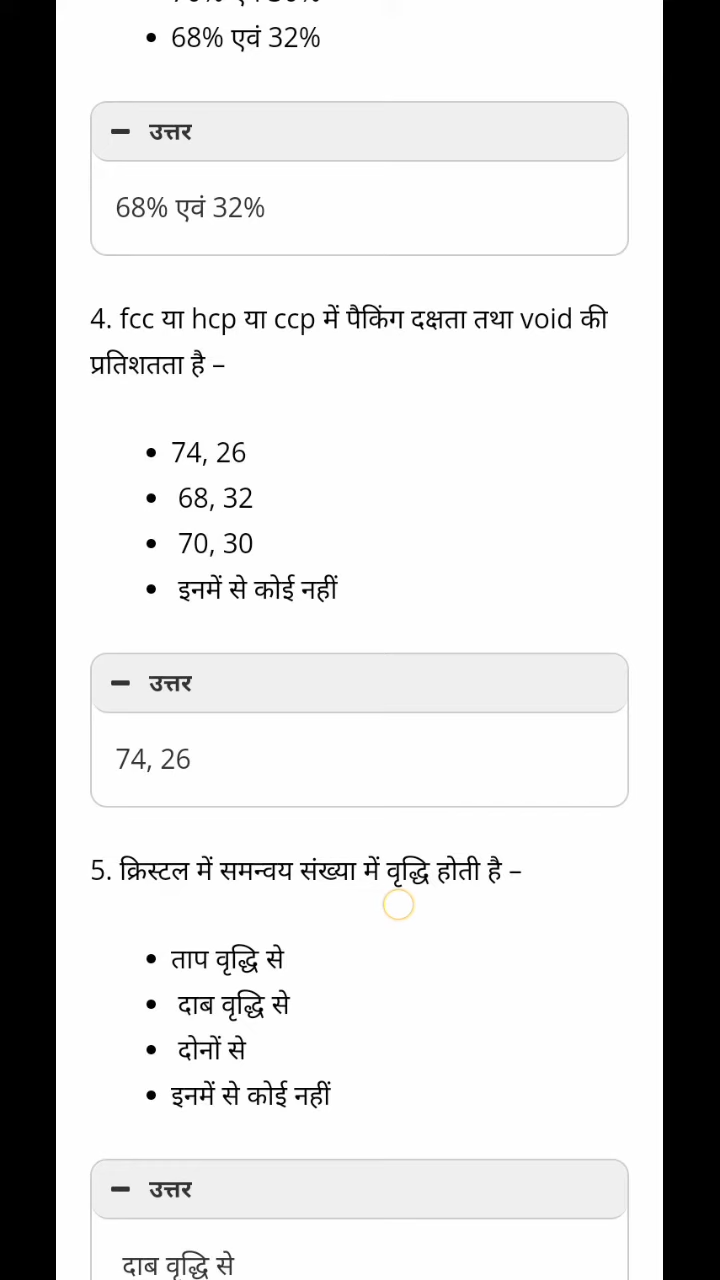 68% एवं 32%
उत्तर
68% एवं 32%
4. fcc या hcp या ccp में पैकिंग दक्षता तथा void की
प्रतिशतता है –
74, 26
68, 32
70, 30
इनमें से कोई नहीं
उत्तर
74, 26
5. क्रिस्टल में समन्वय संख्या में वृद्धि होती है –
ताप वृद्धि से
दाब वृद्धि से
दोनों से
इनमें से कोई नहीं
उत्तर
दाब वृद्धि से